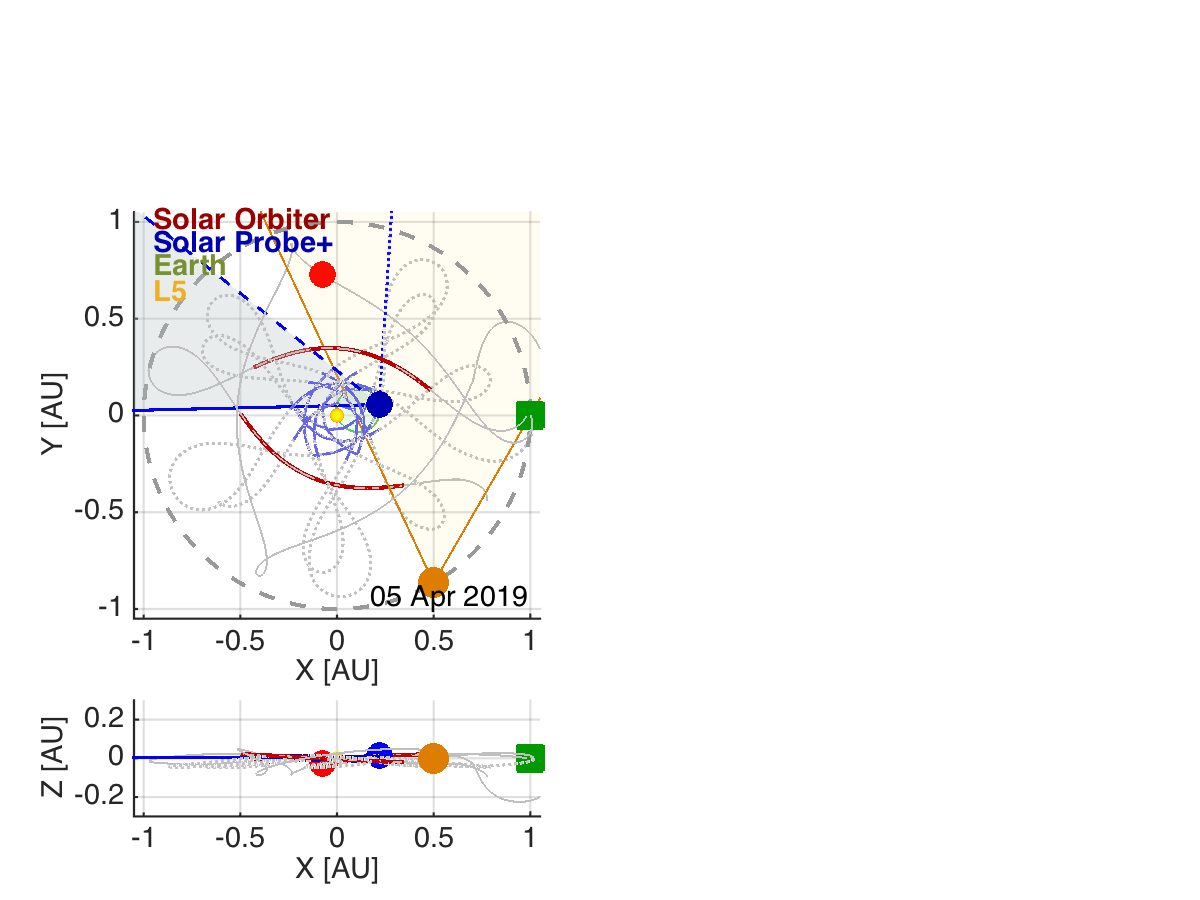 1
Solar Orbiter
Solar Probe+
Earth
L5
0.5
0
-0.5
-1
Y [AU]
05 Apr 2019
-1 -0.5 0 0.5 1
X [AU]
0.2
0
-0.2
Z [AU]
-1 -0.5 0 0.5 1
X [AU]